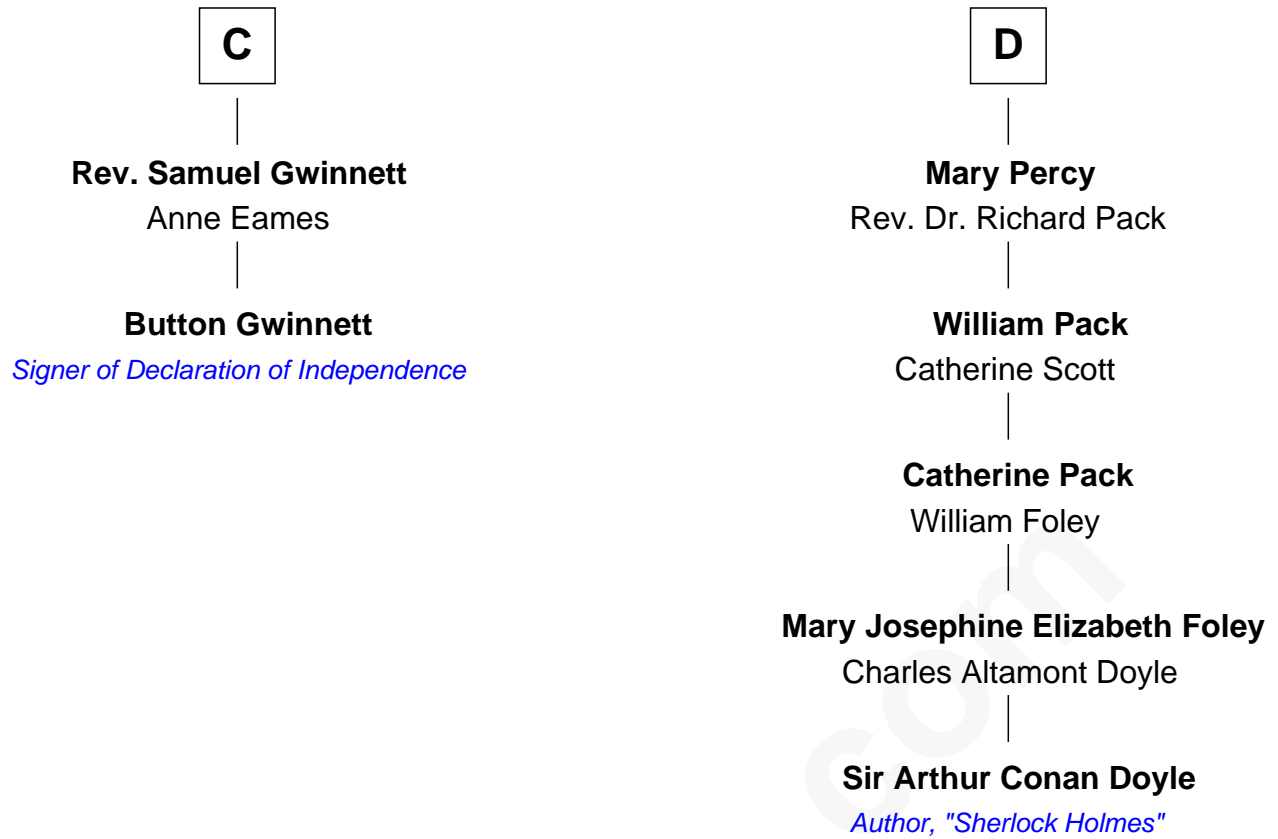 C
Rev. Samuel Gwinnett
Anne Eames
Button Gwinnett
Signer of Declaration of Independence
D
Mary Percy
Rev. Dr. Richard Pack
William Pack
Catherine Scott
Catherine Pack
William Foley
Mary Josephine Elizabeth Foley
Charles Altamont Doyle
Sir Arthur Conan Doyle
Author, "Sherlock Holmes"
com